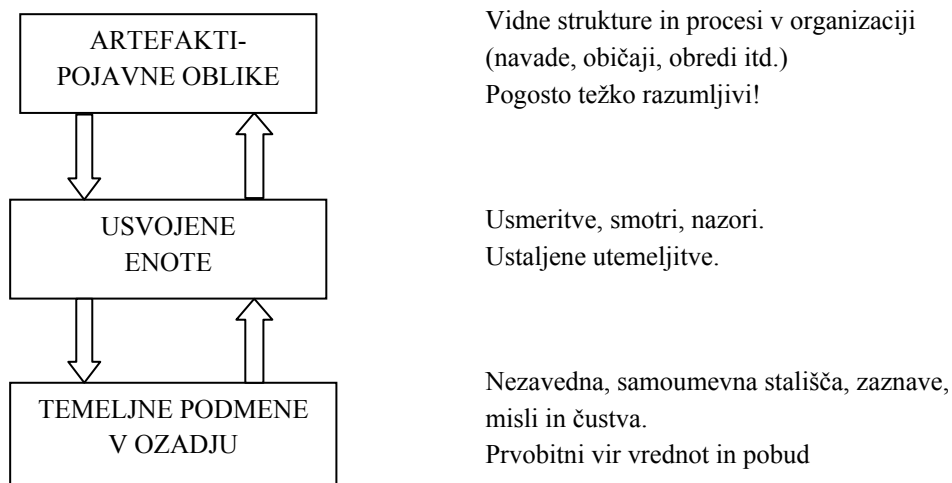 ARTEFAKTI-
POJAVNE OBLIKE
Vidne strukture in procesi v organizaciji
(navade, običaji, obredi itd.)
Pogosto težko razumljivi!
USVOJENE
ENOTE
Usmeritve, smotri, nazori.
Ustaljene utemeljitve.
TEMELJNE PODMENE
V OZADJU
Nezavedna, samoumevna stališča, zaznave,
misli in čustva.
Prvobitni vir vrednot in pobud